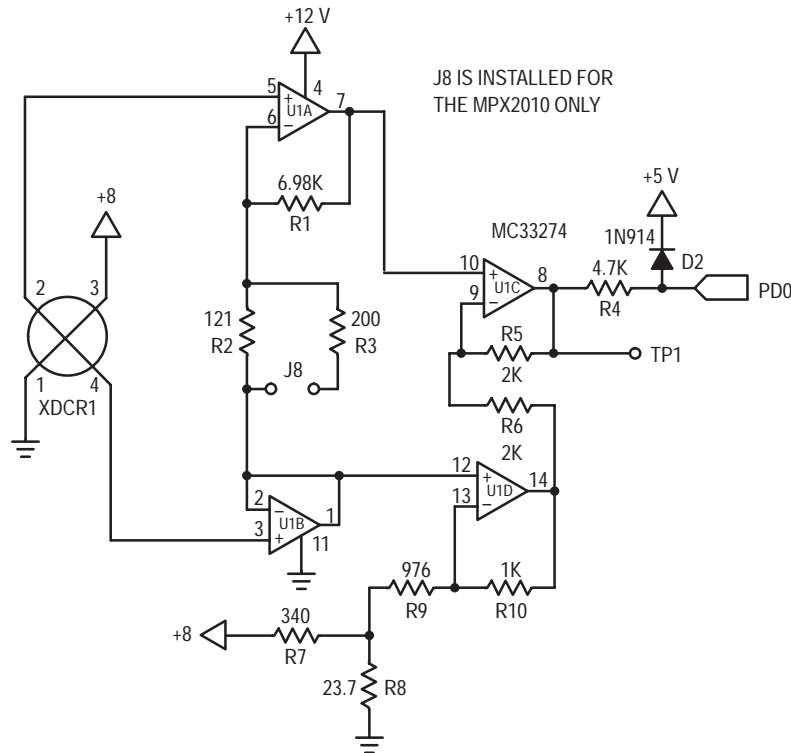 +12 V
J8 IS INSTALLED FOR
THE MPX2010 ONLY
5
4
7
+
U1A
6
−
6.98K
R1
+8
+5 V
MC33274
1N914
D2
2
3
10
+
8
4.7K
U1C
9
−
R4
PD0
121
200
R2
R3
R5
TP1
2K
J8
1
4
XDCR1
R6
2K
12
+
14
U1D
13
−
2
−
1
U1B
3
+
11
976
1K
R9
R10
340
+8
R7
23.7
R8